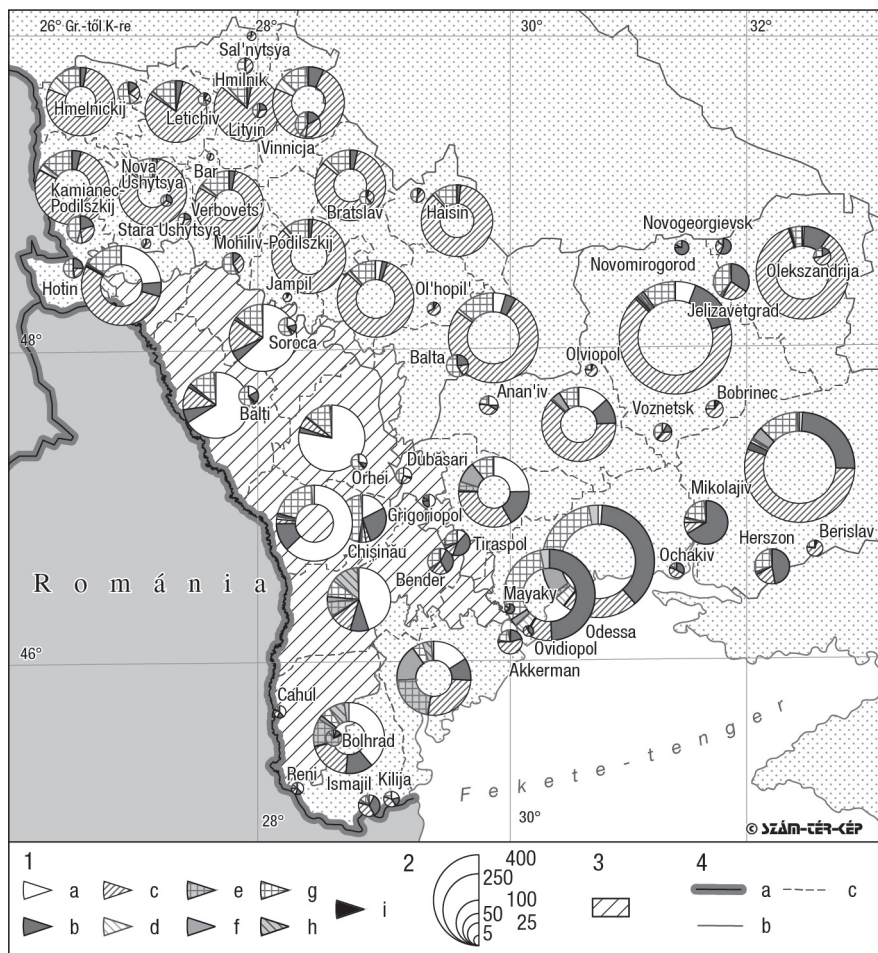 26° Gr.-től K-re
28°
30°
32°
Sal'nytsya
Hmilnik
Hmelnickij
Letichiv
Lityin
Vinnicja
Nova
Ushytsya
Bar
Kamianec-
Podilszkij
Verbovets
Bratslav
Haisin
Stara Ushytsya
Mohiliv-Podilszkij
Novogeorgievsk
Novomirogorod
Olekszandrija
Hotin
Jampil
Ol'hopil'
Jelizavetgrad
48°
Soroca
Balta
Olviopol
Bălţi
Anan'iv
Voznetsk
Bobrinec
Orhei
Dubăsari
Mikolajiv
Grigoriopol
Chişinău
Tiraspol
Herszon
Berislav
Bender
Ochakiv
Románia
Mayaky
Odessa
Ovidiopol
46°
Akkerman
Cahul
Bolhrad
Reni
Ismajil
Kilija
Fekete-tenger
28°
30°
© SZÁM-TÉR-KÉP
1
2
3
4
a
c
e
g
i
b
d
f
h
400
250
100
50
25
5
a
c
b